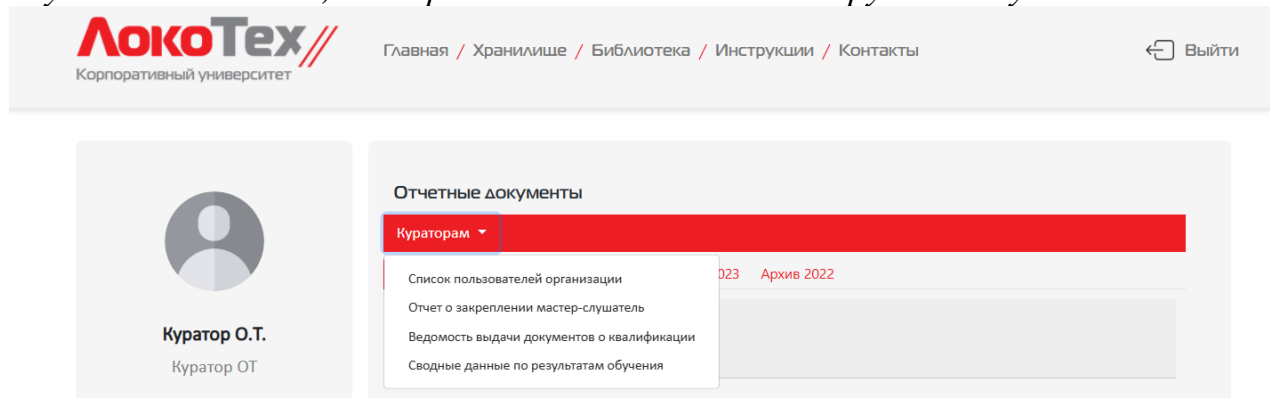 ЛокоТех
Корпоративный университет
Главная / Хранилище / Библиотека / Инструкции / Контакты
Выйти
Отчетные документы
Кураторам
Список пользователей организации
023 Архив 2022
Отчет о закреплении мастер-слушатель
Ведомость выдачи документов о квалификации
Сводные данные по результатам обучения
Куратор О.Т.
Куратор ОТ